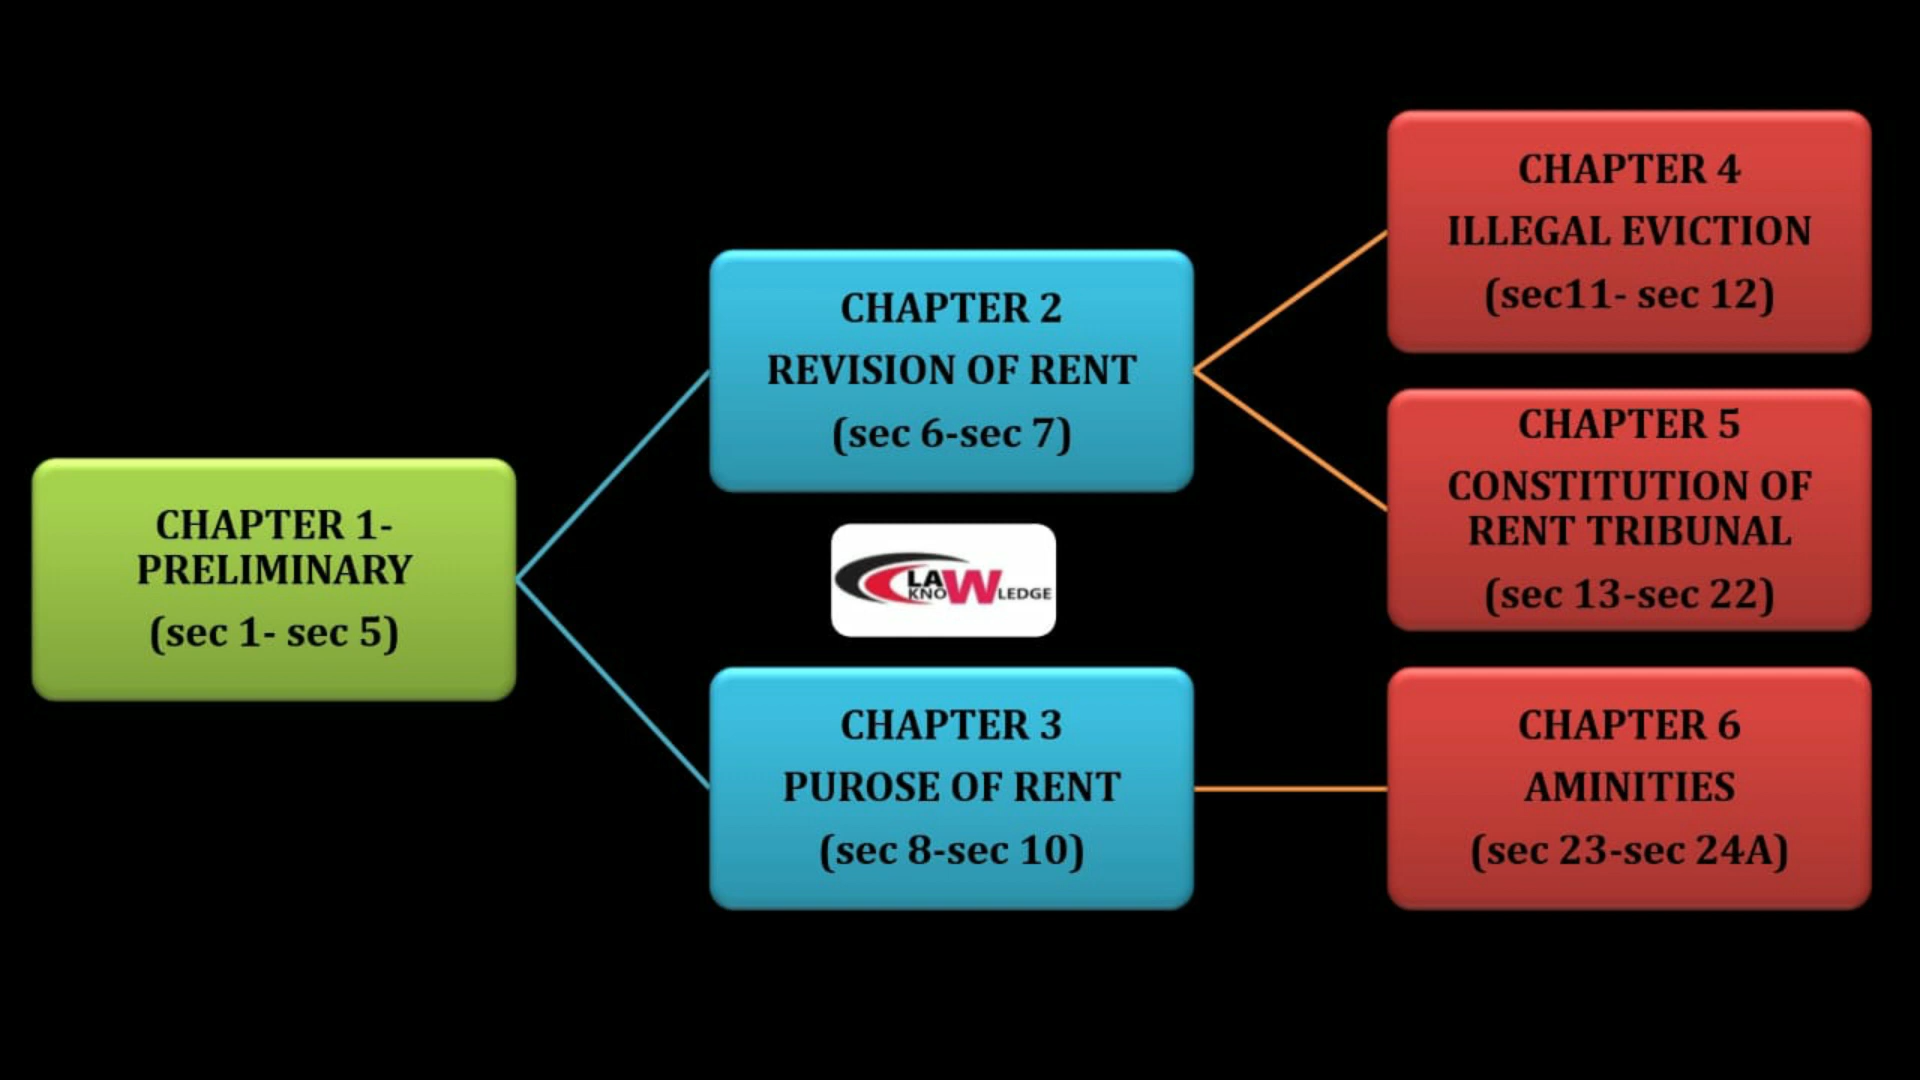 CHAPTER 1-
PRELIMINARY
(sec 1- sec 5)
CHAPTER 2
REVISION OF RENT
(sec 6-sec 7)
LAW
KNOWLEDGE
CHAPTER 3
PUROSE OF RENT
(sec 8-sec 10)
CHAPTER 4
ILLEGAL EVICTION
(sec11- sec 12)
CHAPTER 5
CONSTITUTION OF
RENT TRIBUNAL
(sec 13-sec 22)
CHAPTER 6
AMINITIES
(sec 23-sec 24A)